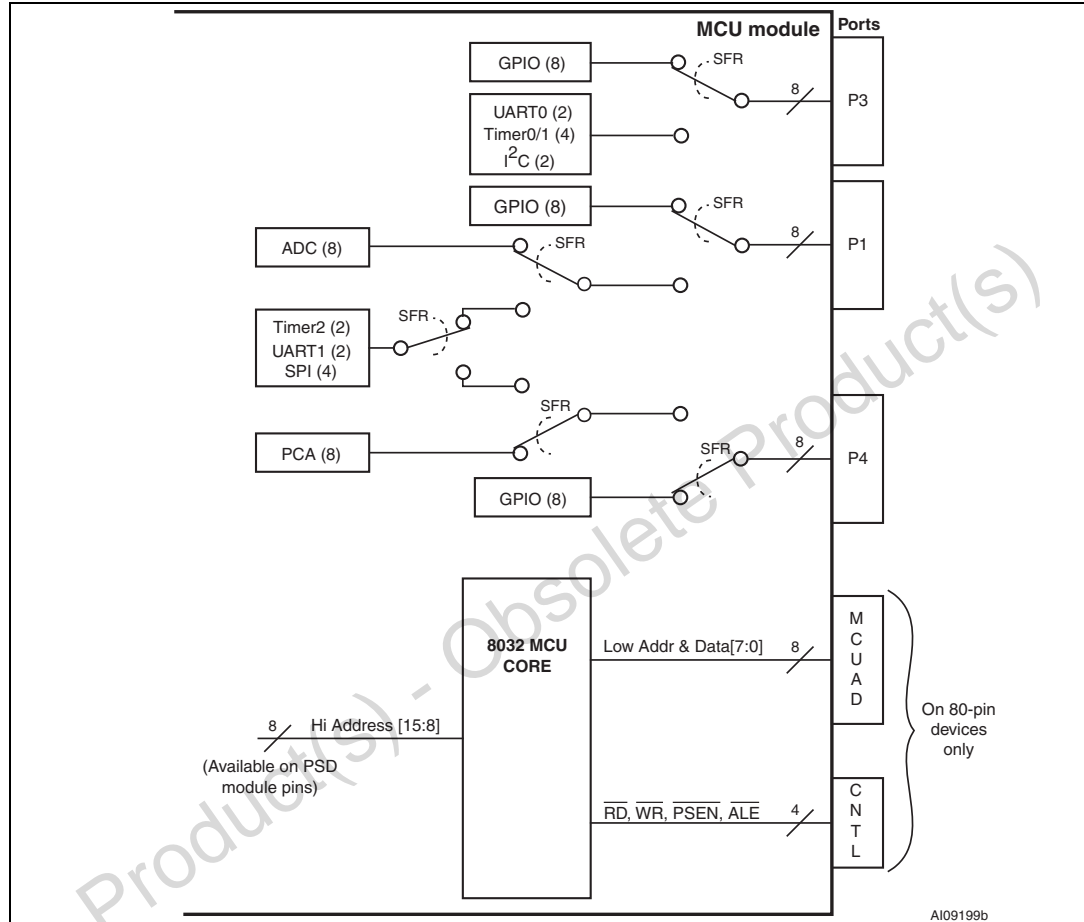 MCU module
Ports
GPIO (8)
SFR
8
P3
UART0 (2)
Timer0/1 (4)
I2C (2)
GPIO (8)
SFR
8
P1
ADC (8)
SFR
Timer2 (2)
UART1 (2)
SPI (4)
SFR
PCA (8)
SFR
GPIO (8)
SFR
8
P4
8032 MCU
CORE
Low Addr & Data[7:0]
8
MCUAD
8
Hi Address [15:8]
(Available on PSD
module pins)
RD, WR, PSEN, ALE
4
CNTL
On 80-pin
devices
only
Product(s) - Obsolete Product(s)
AI09199b